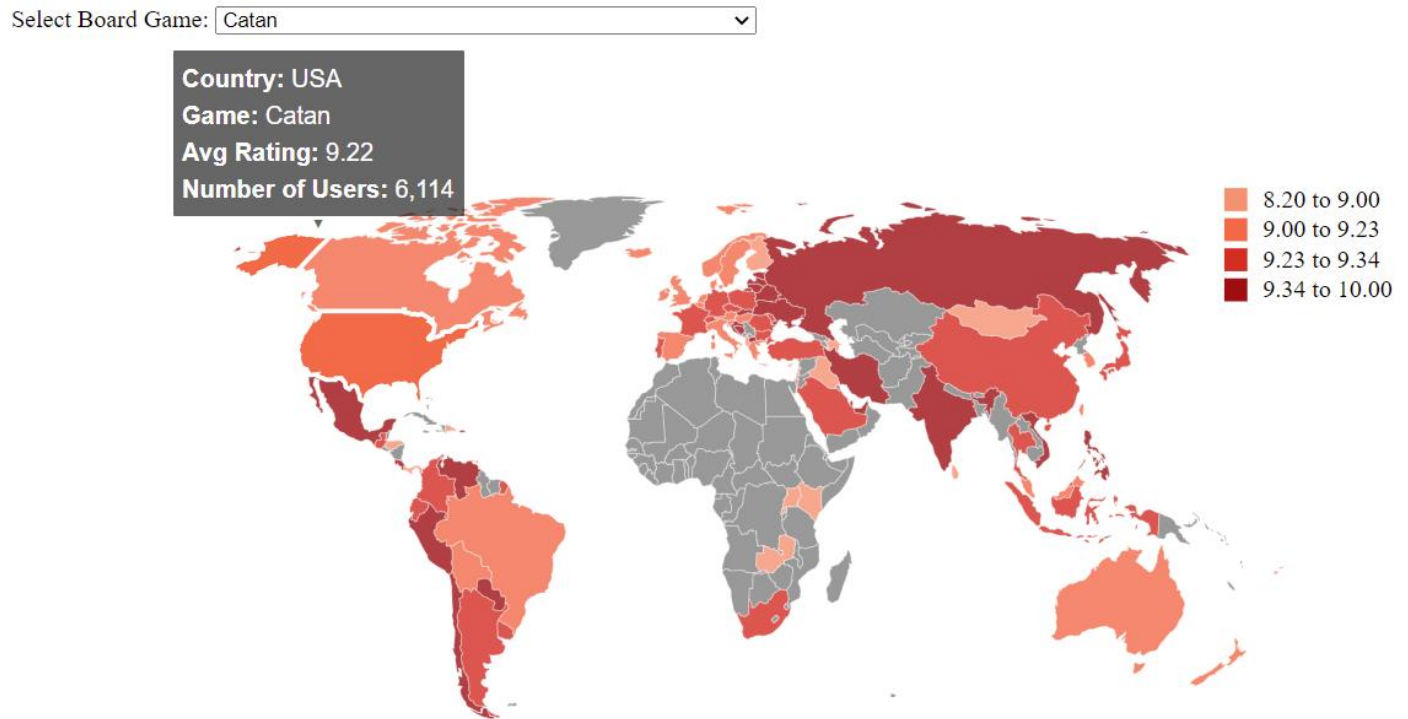 Select Board Game: Catan
Country: USA
Game: Catan
Avg Rating: 9.22
Number of Users: 6,114
8.20 to 9.00
9.00 to 9.23
9.23 to 9.34
9.34 to 10.00